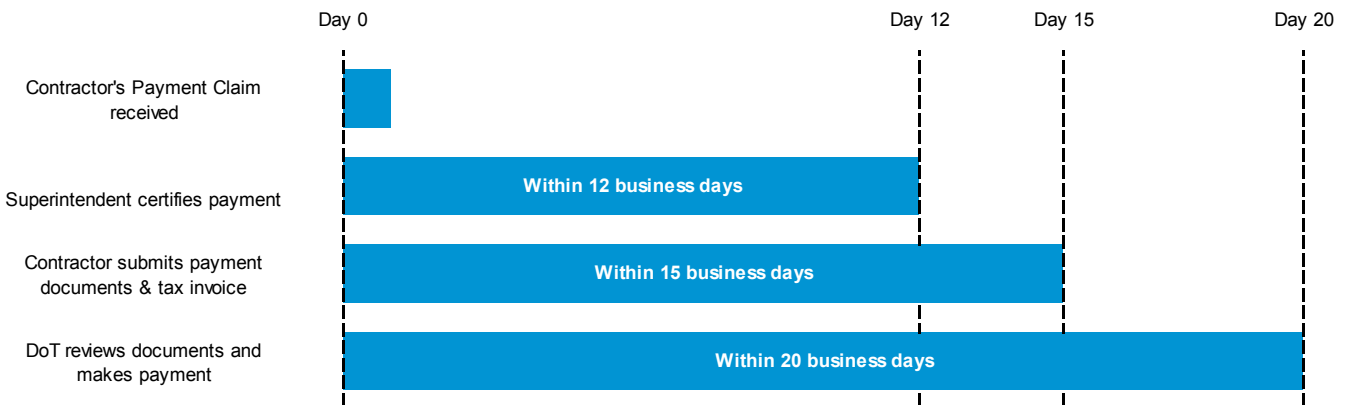 Day 0
Day 12
Day 15
Day 20
Contractor's Payment Claim
received
Superintendent certifies payment
Within 12 business days
Contractor submits payment
documents & tax invoice
Within 15 business days
DoT reviews documents and
makes payment
Within 20 business days